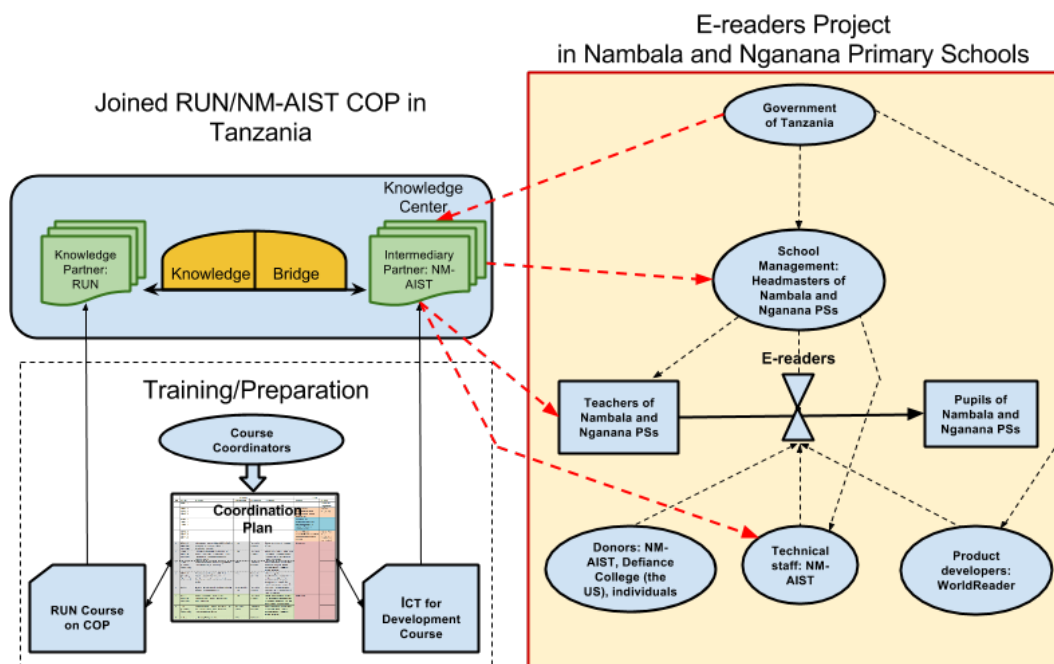 E-readers Project
in Nambala and Nganana Primary Schools
Joined RUN/NM-AIST COP in
Tanzania
Government
of Tanzania
Knowledge
Center
Knowledge
Partner:
RUN
Knowledge
Bridge
Intermediary
Partner: NM-
AIST
School
Management:
Headmasters of
Nambala and
Nganana PSs
E-readers
Teachers of
Nambala and
Nganana PSs
Pupils of
Nambala and
Nganana PSs
Training/Preparation
Course
Coordinators
Coordination
Plan
RUN Course
on COP
ICT for
Development
Course
Donors: NM-
AIST, Defiance
College (the
US), individuals
Technical
staff: NM-
AIST
Product
developers:
WorldReader